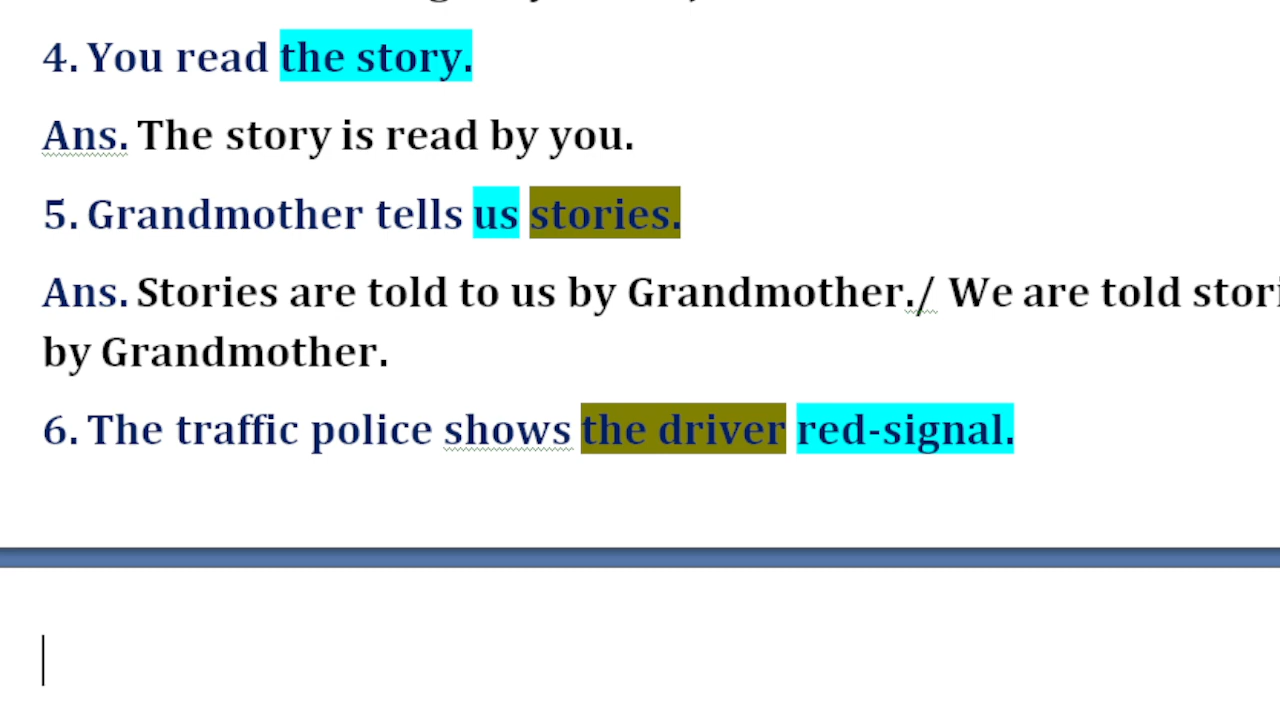 4. You read the story.
Ans. The story is read by you.
5. Grandmother tells us stories.
Ans. Stories are told to us by Grandmother./ We are told
by Grandmother.
6. The traffic police shows the driver red-signal.